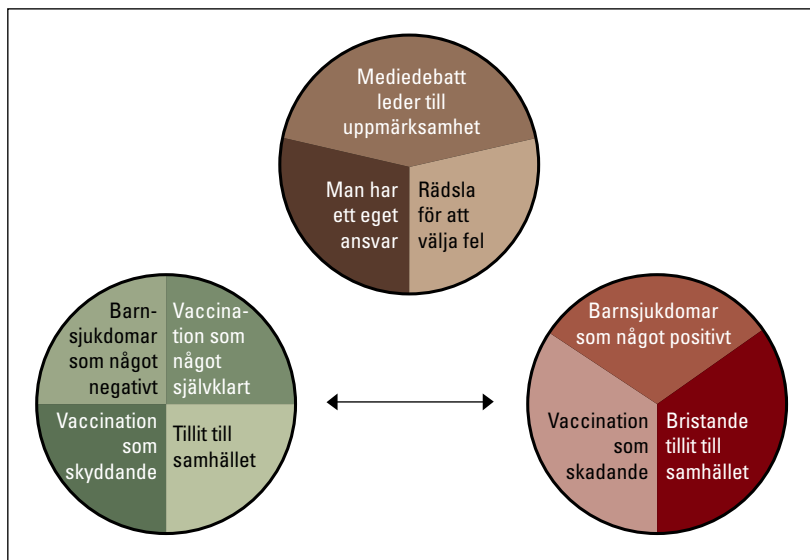 Mediedebatt
leder till
uppmärksamhet
Man har
ett eget
ansvar
Rädsla
för att
välja fel
Barn-
sjukdomar
som något
negativt
Vaccina-
tion som
något
självklart
Vaccination
som
skyddande
Tillit till
samhället
Barnsjukdomar
som något positivt
Vaccination
som
skadande
Bristande
tillit till
samhället